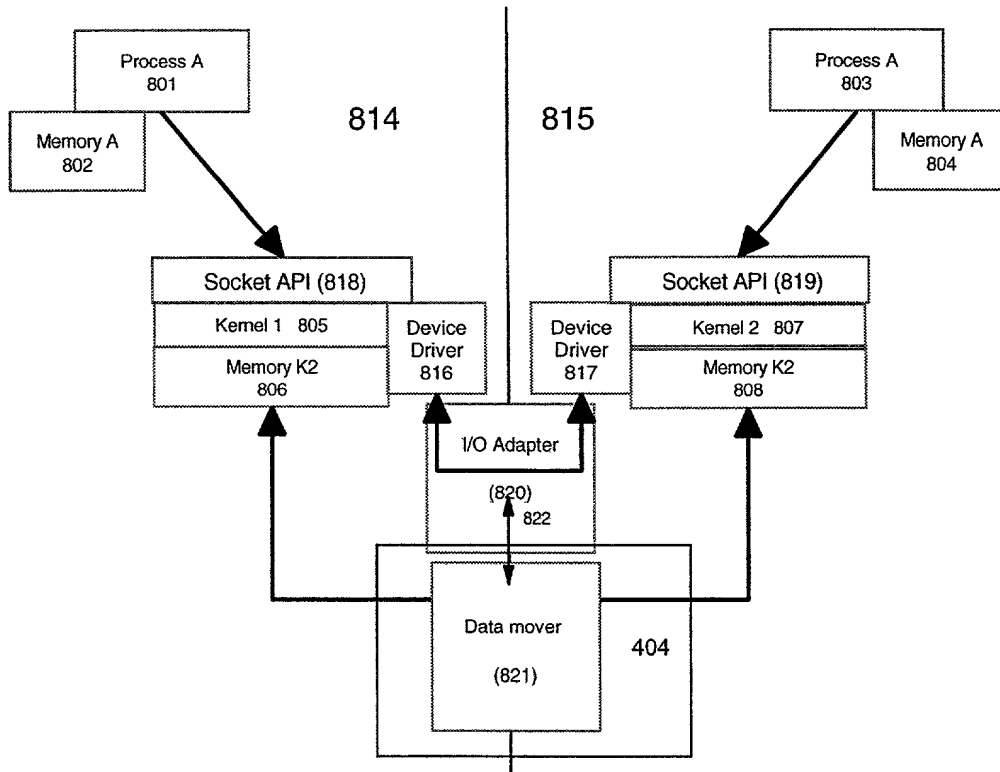 Process A
801
Memory A
802
814
815
Process A
803
Memory A
804
Socket API (818)
Kernel 1 805
Memory K2
806
Device
Driver
816
Socket API (819)
Device
Driver
817
Kernel 2 807
Memory K2
808
I/O Adapter
(820)
822
Data mover
(821)
404